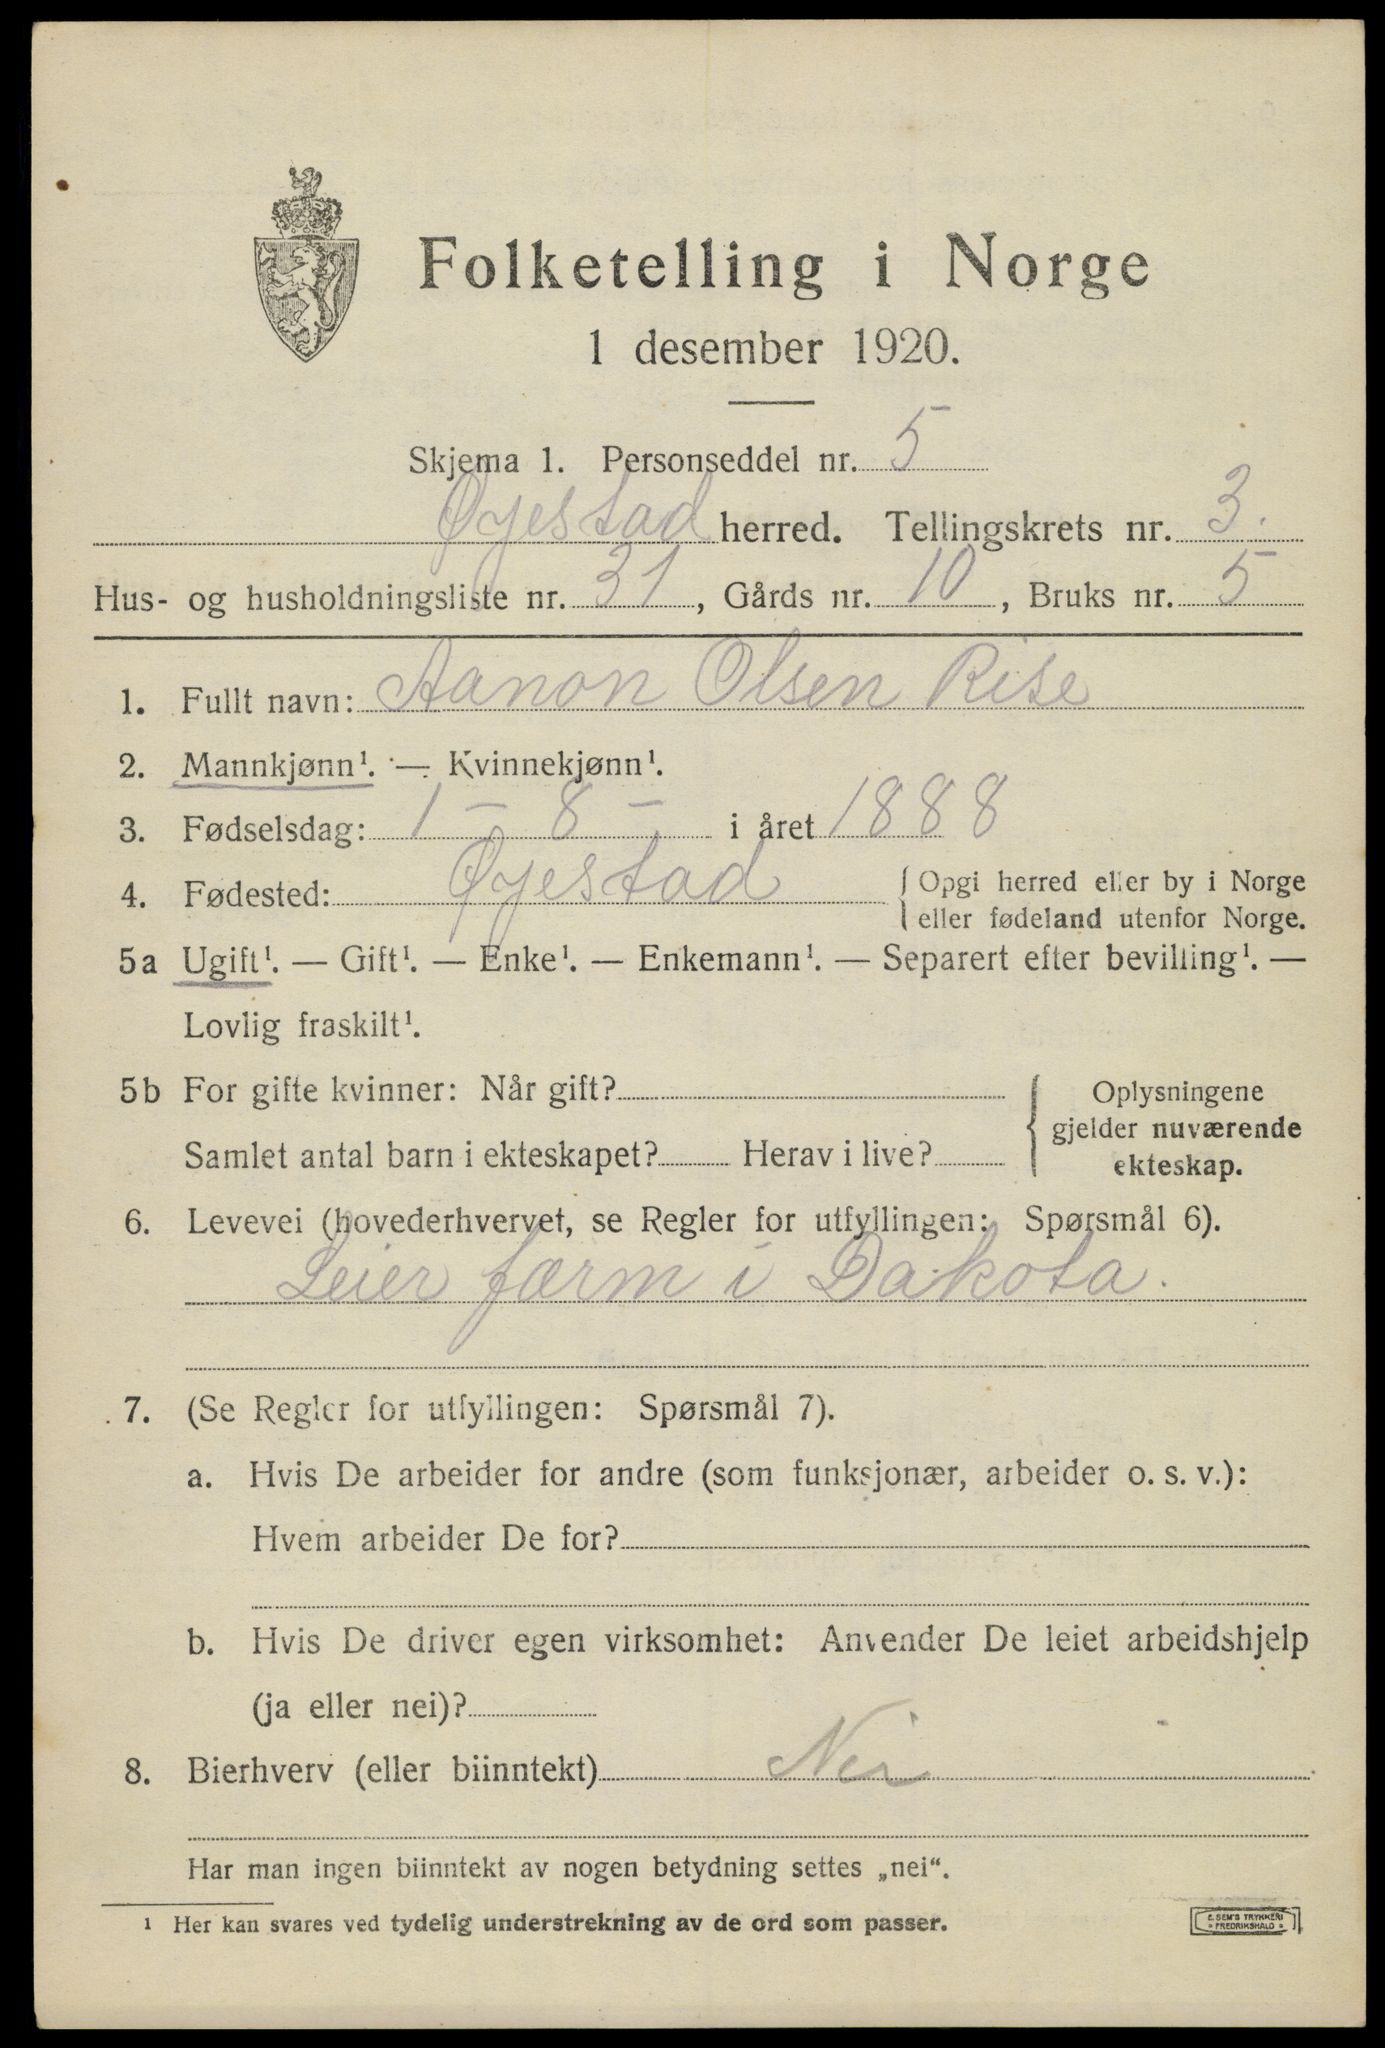 Folketelling i Norge
1 desember 1920.
Skjema 1. Personseddel nr. 5
Øyestad herred. Tellingskrets nr. 3.
Hus- og husholdningsliste nr. 31, Gårds nr. 10, Bruks nr. 5
1. Fullt navn: Aanon Olsen Rise
2. Mannkjønn¹. — Kvinnekjønn¹.
3. Fødselsdag: 1 – 8 – i året 1888
4. Fødested: Øyestad { Opgi herred eller by i Norge
eller fødeland utenfor Norge.
5a Ugift¹. — Gift¹. — Enke¹. — Enkemann¹. — Separert efter bevilling¹. —
Lovlig fraskilt¹.
5b For gifte kvinner: Når gift? { Oplysningene
gjelder nuværende
Samlet antal barn i ekteskapet? Herav i live? ekteskap.
6. Levevei (hovederhvervet, se Regler for utfyllingen: Spørsmål 6).
Leier færm i Dakota.
7. (Se Regler for utfyllingen: Spørsmål 7).
a. Hvis De arbeider for andre (som funksjonær, arbeider o. s. v.):
Hvem arbeider De for?
b. Hvis De driver egen virksomhet: Anvender De leiet arbeidshjelp
(ja eller nei)?
8. Bierhverv (eller biinntekt) Nei
Har man ingen biinntekt av nogen betydning settes „nei“.
¹ Her kan svares ved tydelig understrekning av de ord som passer.
E. SEM'S TRYKKERI
FREDRIKSHALD